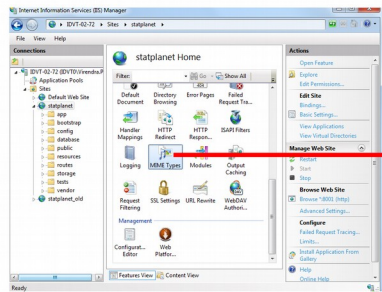 Internet Information Services (IIS) Manager
IDVT-02-72 ▸ Sites ▸ statplanet ▸
File View Help
Connections
IDVT-02-72 (IDVTP\Virendra.P
Application Pools
Sites
Default Web Site
statplanet
app
bootstrap
config
database
public
resources
routes
storage
tests
vendor
statplanet_old
statplanet Home
Filter: Go Show All
Default Document
Directory Browsing
Error Pages
Failed Request Tra...
Handler Mappings
HTTP Redirect
HTTP Respon...
ISAPI Filters
Logging
MIME Types
Modules
Output Caching
Request Filtering
SSL Settings
URL Rewrite
WebDAV Authori...
Management
Configurat... Editor
Web Platfor...
Features View Content View
Actions
Open Feature
Explore
Edit Permissions...
Edit Site
Bindings...
Basic Settings...
View Applications
View Virtual Directories
Manage Web Site
Restart
Start
Stop
Browse Web Site
Browse *:8001 (http)
Advanced Settings...
Configure
Failed Request Tracing...
Limits...
Install Application From Gallery
Help
Online Help
Ready